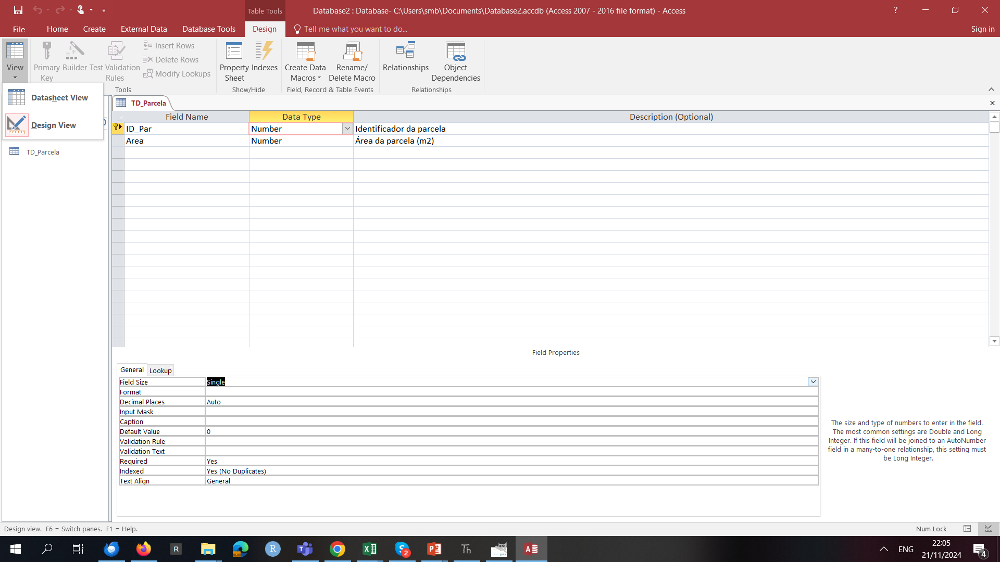 Table Tools
Database2 : Database- C:\Users\smb\Documents\Database2.accdb (Access 2007 - 2016 file format) - Access
?
File
Home
Create
External Data
Database Tools
Design
Tell me what you want to do...
Sign in
View
Primary Key
Builder
Test Validation Rules
Insert Rows
Delete Rows
Modify Lookups
Property Sheet
Indexes
Create Data Macros
Rename/ Delete Macro
Relationships
Object Dependencies
Tools
Show/Hide
Field, Record & Table Events
Relationships
Datasheet View
Design View
TD_Parcela
TD_Parcela
Field Name
Data Type
Description (Optional)
ID_Par
Number
Identificador da parcela
Area
Number
Área da parcela (m2)
Field Properties
General
Lookup
Field Size
Single
Format
Decimal Places
Auto
Input Mask
Caption
Default Value
0
Validation Rule
Validation Text
Required
Yes
Indexed
Yes (No Duplicates)
Text Align
General
The size and type of numbers to enter in the field.
The most common settings are Double and Long
Integer. If this field will be joined to an AutoNumber
field in a many-to-one relationship, this setting must
be Long Integer.
Design view. F6 = Switch panes. F1 = Help.
Num Lock
R
R
Th
2
ENG
22:05
21/11/2024
4